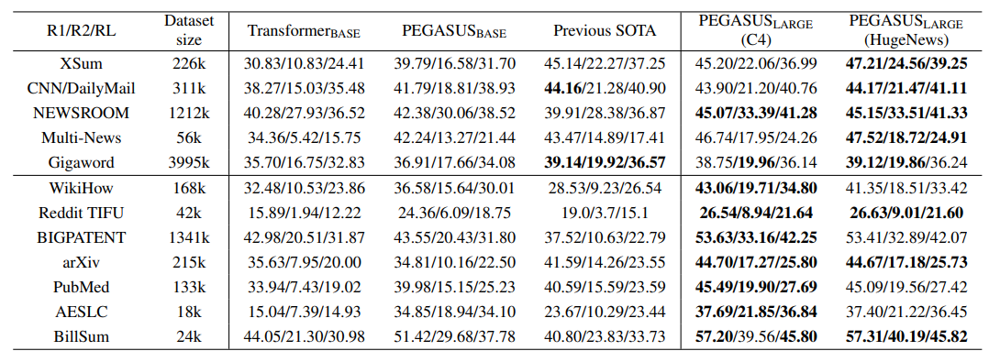 R1/R2/RL Dataset size Transformer_BASE PEGASUS_BASE Previous SOTA PEGASUS_LARGE (C4) PEGASUS_LARGE (HugeNews)
XSum 226k 30.83/10.83/24.41 39.79/16.58/31.70 45.14/22.27/37.25 45.20/22.06/36.99 47.21/24.56/39.25
CNN/DailyMail 311k 38.27/15.03/35.48 41.79/18.81/38.93 44.16/21.28/40.90 43.90/21.20/40.76 44.17/21.47/41.11
NEWSROOM 1212k 40.28/27.93/36.52 42.38/30.06/38.52 39.91/28.38/36.87 45.07/33.39/41.28 45.15/33.51/41.33
Multi-News 56k 34.36/5.42/15.75 42.24/13.27/21.44 43.47/14.89/17.41 46.74/17.95/24.26 47.52/18.72/24.91
Gigaword 3995k 35.70/16.75/32.83 36.91/17.66/34.08 39.14/19.92/36.57 38.75/19.96/36.14 39.12/19.86/36.24
WikiHow 168k 32.48/10.53/23.86 36.58/15.64/30.01 28.53/9.23/26.54 43.06/19.71/34.80 41.35/18.51/33.42
Reddit TIFU 42k 15.89/1.94/12.22 24.36/6.09/18.75 19.0/3.7/15.1 26.54/8.94/21.64 26.63/9.01/21.60
BIGPATENT 1341k 42.98/20.51/31.87 43.55/20.43/31.80 37.52/10.63/22.79 53.63/33.16/42.25 53.41/32.89/42.07
arXiv 215k 35.63/7.95/20.00 34.81/10.16/22.50 41.59/14.26/23.55 44.70/17.27/25.80 44.67/17.18/25.73
PubMed 133k 33.94/7.43/19.02 39.98/15.15/25.23 40.59/15.59/23.59 45.49/19.90/27.69 45.09/19.56/27.42
AESLC 18k 15.04/7.39/14.93 34.85/18.94/34.10 23.67/10.29/23.44 37.69/21.85/36.84 37.40/21.22/36.45
BillSum 24k 44.05/21.30/30.98 51.42/29.68/37.78 40.80/23.83/33.73 57.20/39.56/45.80 57.31/40.19/45.82